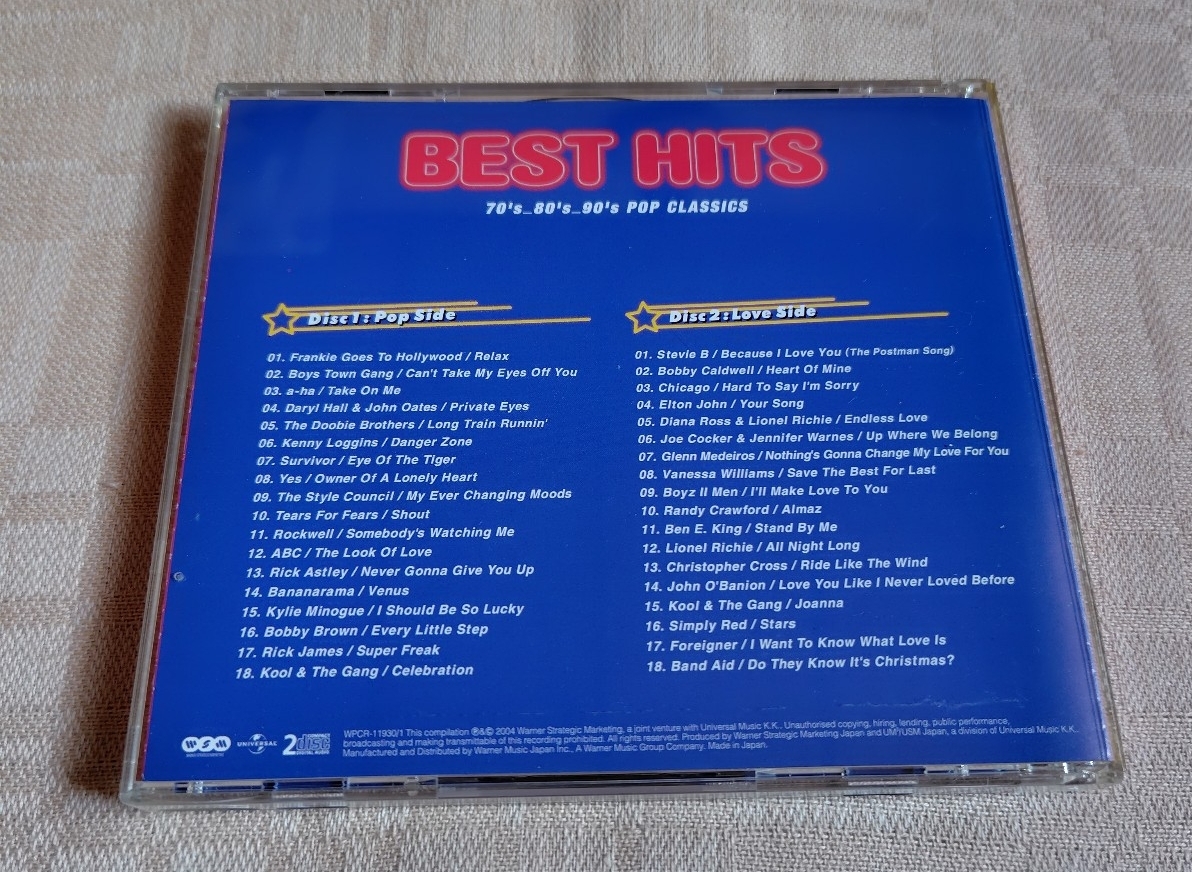 BEST HITS
70's_80's_90's POP CLASSICS
Disc 1 : Pop Side
01. Frankie Goes To Hollywood / Relax
02. Boys Town Gang / Can't Take My Eyes Off You
03. a-ha / Take On Me
04. Daryl Hall & John Oates / Private Eyes
05. The Doobie Brothers / Long Train Runnin'
06. Kenny Loggins / Danger Zone
07. Survivor / Eye Of The Tiger
08. Yes / Owner Of A Lonely Heart
09. The Style Council / My Ever Changing Moods
10. Tears For Fears / Shout
11. Rockwell / Somebody's Watching Me
12. ABC / The Look Of Love
13. Rick Astley / Never Gonna Give You Up
14. Bananarama / Venus
15. Kylie Minogue / I Should Be So Lucky
16. Bobby Brown / Every Little Step
17. Rick James / Super Freak
18. Kool & The Gang / Celebration
Disc 2 : Love Side
01. Stevie B / Because I Love You (The Postman Song)
02. Bobby Caldwell / Heart Of Mine
03. Chicago / Hard To Say I'm Sorry
04. Elton John / Your Song
05. Diana Ross & Lionel Richie / Endless Love
06. Joe Cocker & Jennifer Warnes / Up Where We Belong
07. Glenn Medeiros / Nothing's Gonna Change My Love For You
08. Vanessa Williams / Save The Best For Last
09. Boyz II Men / I'll Make Love To You
10. Randy Crawford / Almaz
11. Ben E. King / Stand By Me
12. Lionel Richie / All Night Long
13. Christopher Cross / Ride Like The Wind
14. John O'Banion / Love You Like I Never Loved Before
15. Kool & The Gang / Joanna
16. Simply Red / Stars
17. Foreigner / I Want To Know What Love Is
18. Band Aid / Do They Know It's Christmas?
WSM
UNIVERSAL
2 COMPACT disc DIGITAL AUDIO
WPCR-11930/1 This compilation ℗&© 2004 Warner Strategic Marketing, a joint venture with Universal Music K.K.. Unauthorised copying, hiring, lending, public performance,
broadcasting and making transmittable of this recording prohibited. All rights reserved. Produced by Warner Strategic Marketing Japan and UMʸ/USM Japan, a division of Universal Music K.K..
Manufactured and Distributed by Warner Music Japan Inc., A Warner Music Group Company. Made in Japan.